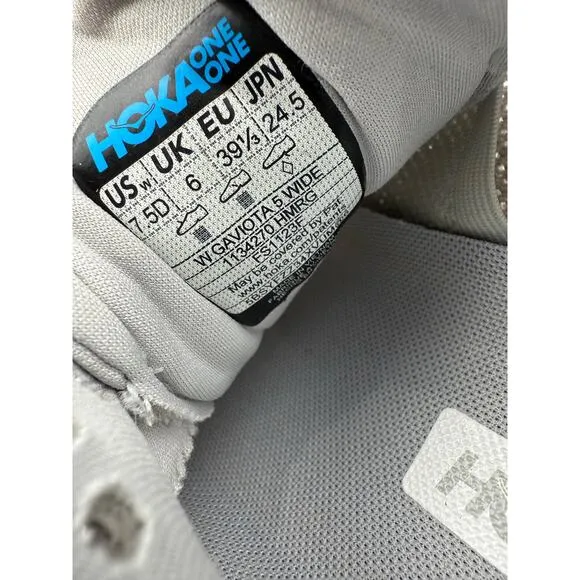 HOKA ONE ONE
US W UK EU JPN
7.5D 6 39⅓ 24.5
W GAVIOTA 5 WIDE
1134270 HMRG
FS1123F
May be covered by Pat.
www.hoka.com
HO